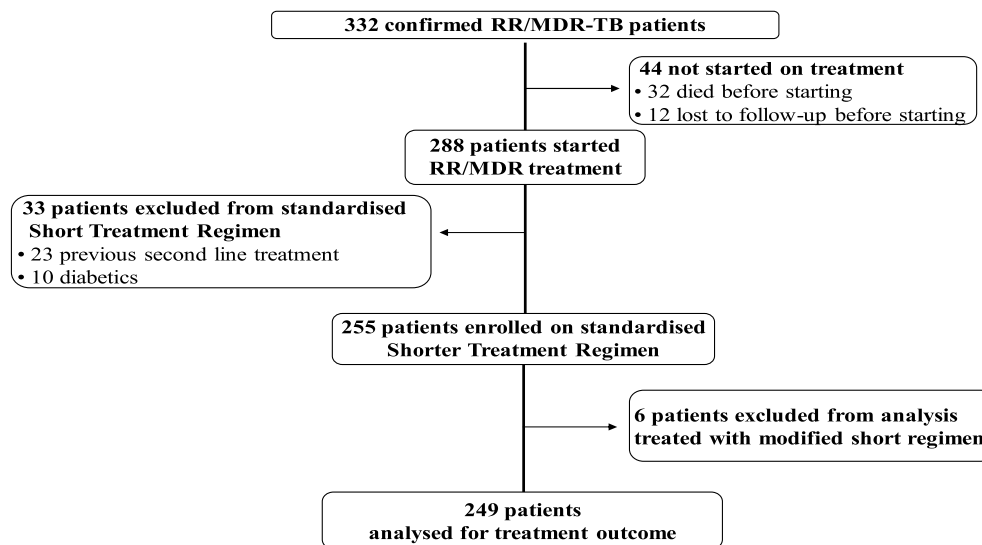 332 confirmed RR/MDR-TB patients
44 not started on treatment
• 32 died before starting
• 12 lost to follow-up before starting
288 patients started
RR/MDR treatment
33 patients excluded from standardised
Short Treatment Regimen
• 23 previous second line treatment
• 10 diabetics
255 patients enrolled on standardised
Shorter Treatment Regimen
6 patients excluded from analysis
treated with modified short regimen
249 patients
analysed for treatment outcome